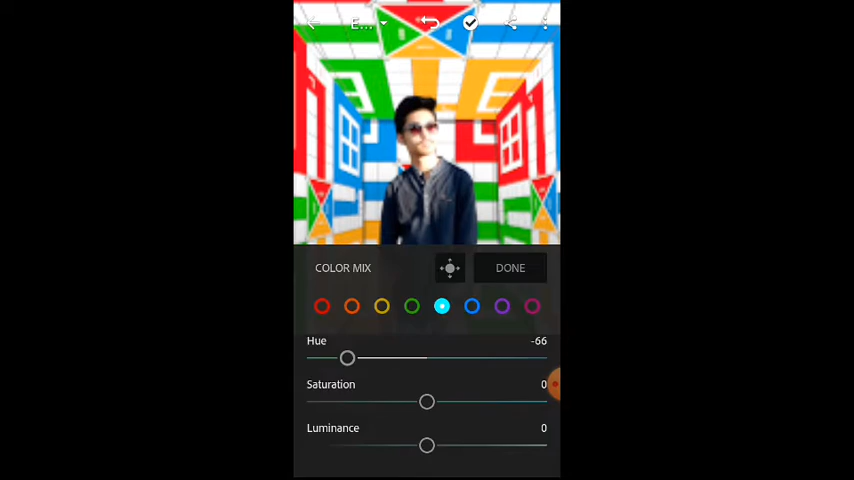 E...
COLOR MIX
DONE
Hue
-66
Saturation
0
Luminance
0